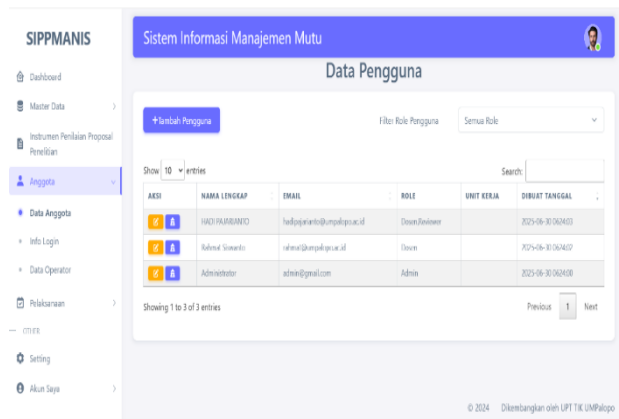 SIPPMANIS
Sistem Informasi Manajemen Mutu
Dashboard
Master Data
Instrumen Penilaian Proposal
Penelitian
Anggota
Data Anggota
Info Login
Data Operator
Pelaksanaan
OTHER
Setting
Akun Saya
Data Pengguna
+Tambah Pengguna
Filter Role Pengguna
Semua Role
Show 10 entries
Search:
AKSI NAMA LENGKAP EMAIL ROLE UNIT KERJA DIBUAT TANGGAL
HADI PAJARIANTO hadipajarianto@umpalopo.ac.id Dosen,Reviewer 2025-06-30 06:24:03
Rahmat Siswanto rahmat@umpalopo.ac.id Dosen 2025-06-30 06:24:02
Administrator admin@gmail.com Admin 2025-06-30 06:24:00
Showing 1 to 3 of 3 entries
Previous 1 Next
© 2024 Dikembangkan oleh UPT TIK UMPalopo